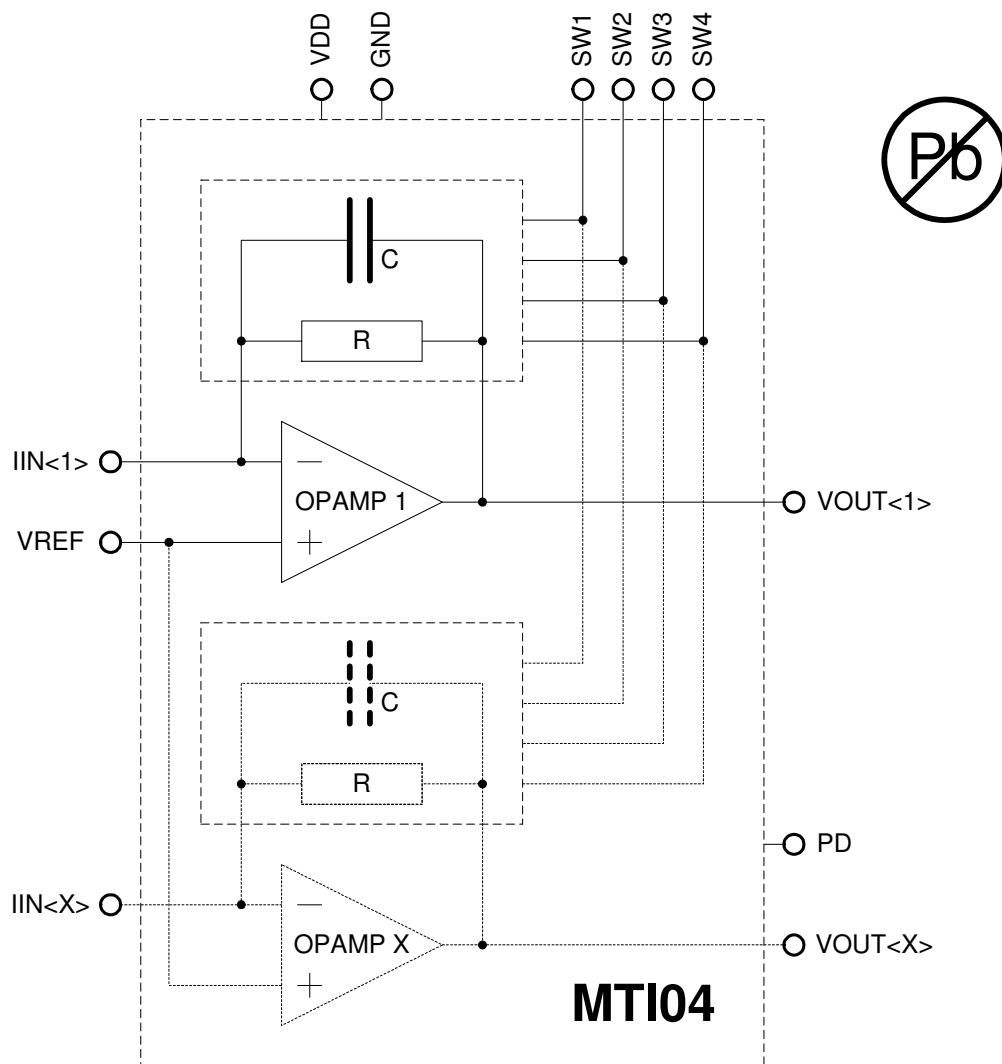 VDD
GND
SW1
SW2
SW3
SW4
Pb
C
R
IIN<1>
OPAMP 1
VOUT<1>
VREF
C
R
PD
IIN<X>
OPAMP X
VOUT<X>
MTI04